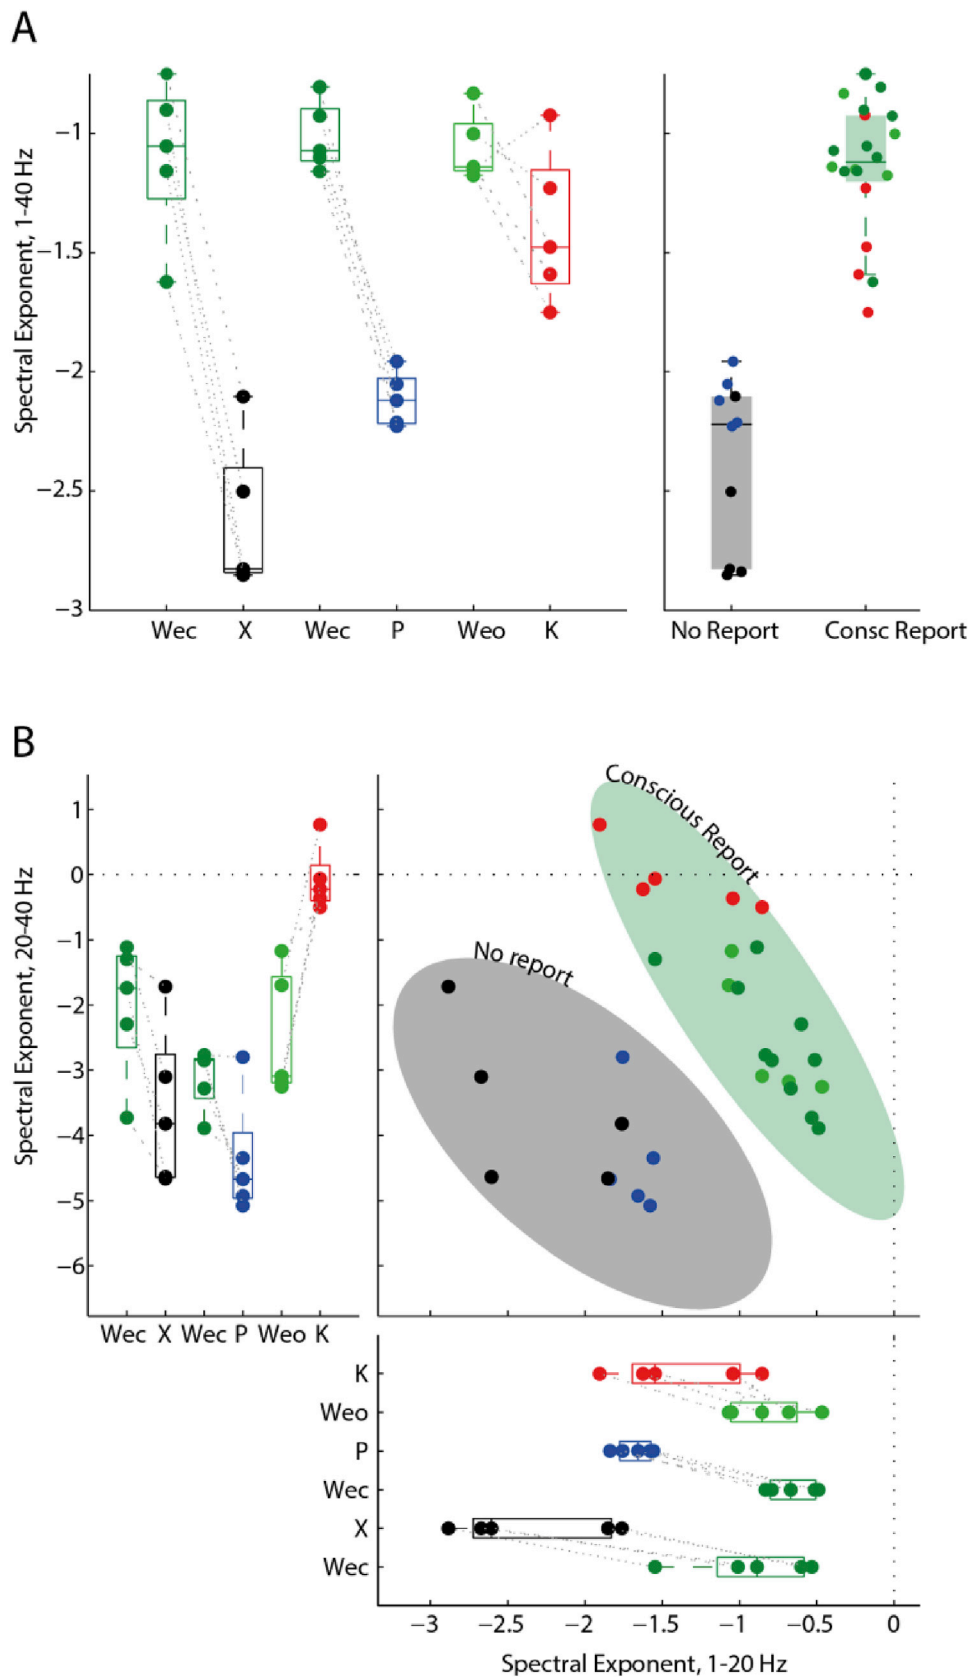 A
Spectral Exponent, 1-40 Hz
−1
−1.5
−2
−2.5
−3
Wec X Wec P Weo K
No Report Consc Report
B
Spectral Exponent, 20-40 Hz
1
0
−1
−2
−3
−4
−5
−6
Wec X Wec P Weo K
Conscious Report
No report
K
Weo
P
Wec
X
Wec
−3 −2.5 −2 −1.5 −1 −0.5 0
Spectral Exponent, 1-20 Hz